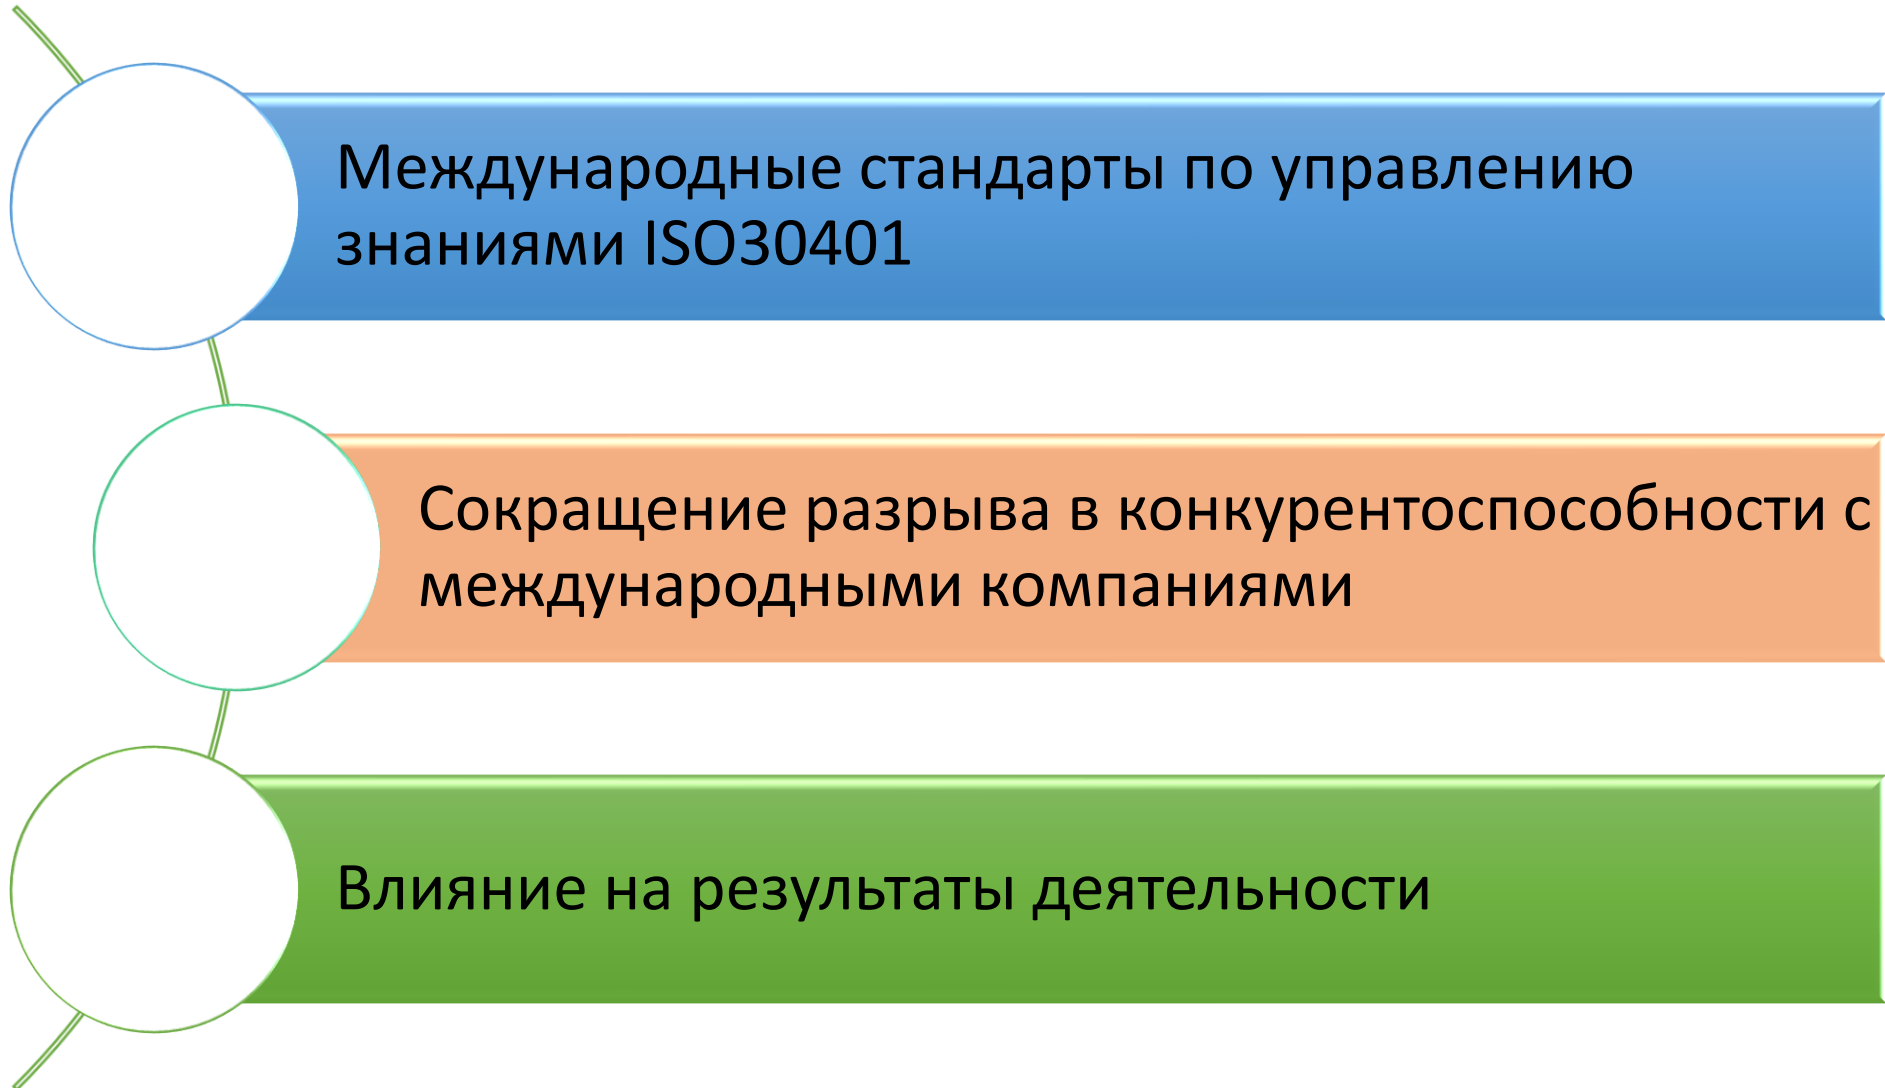 Международные стандарты по управлению
знаниями ISO30401
Сокращение разрыва в конкурентоспособности с
международными компаниями
Влияние на результаты деятельности